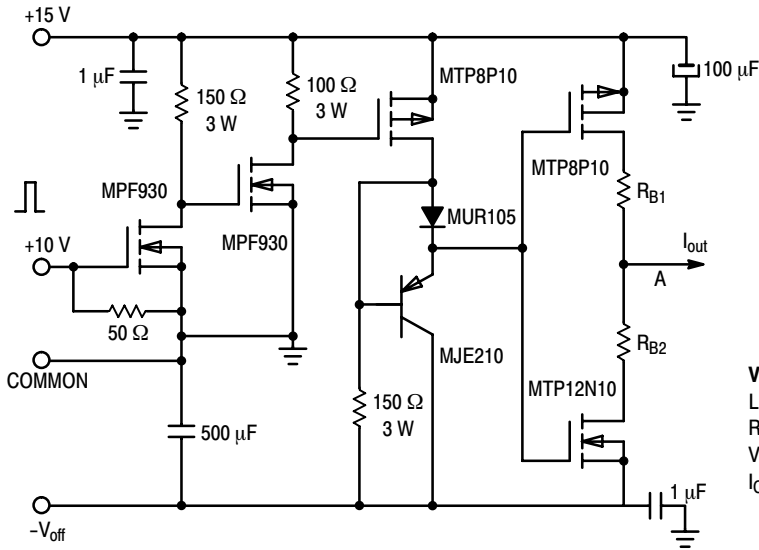 +15 V
1 µF
150 Ω
3 W
100 Ω
3 W
MTP8P10
100 µF
MPF930
MTP8P10
R_B1
MUR105
+10 V
MPF930
I_out
A
50 Ω
MJE210
R_B2
COMMON
MTP12N10
500 µF
150 Ω
3 W
1 µF
–V_off
V
L
R
V
I_C